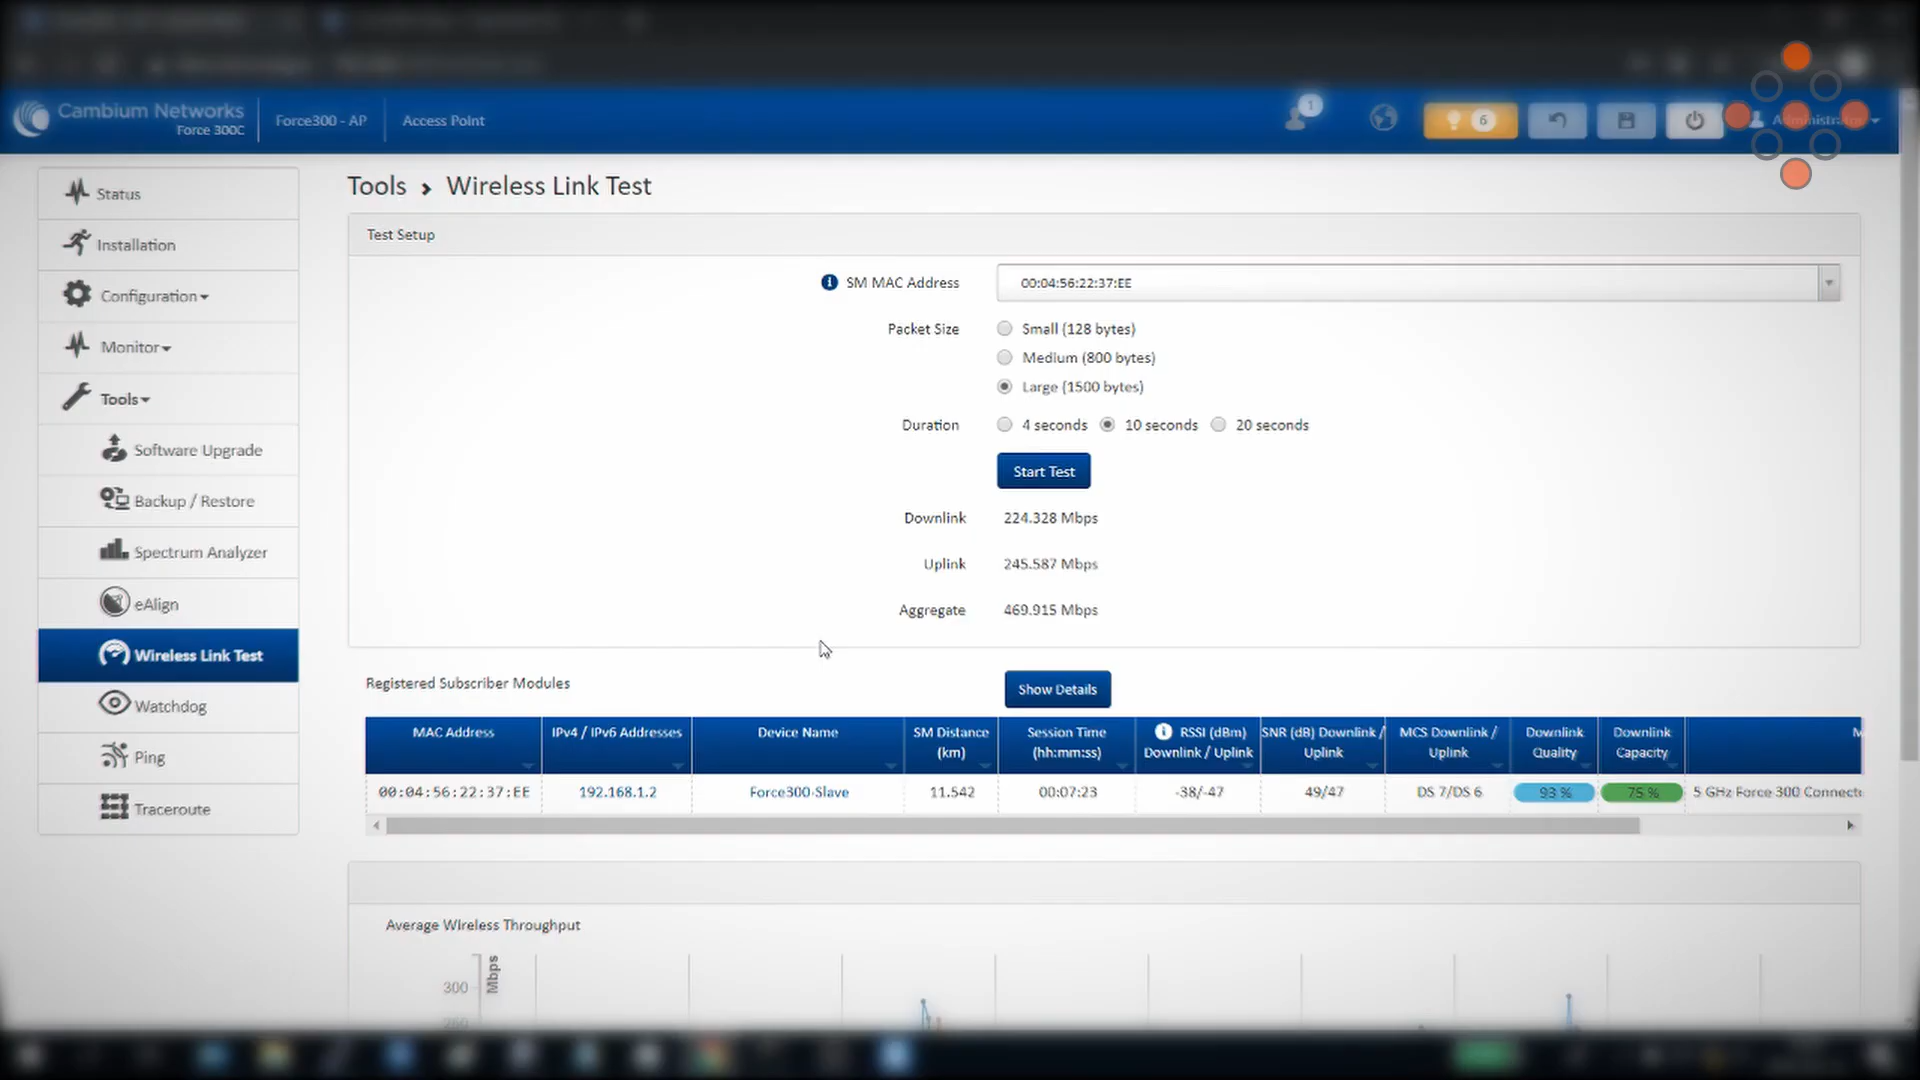 Cambium Networks
Force 300C
Force300 - AP
Access Point
1
6
Administrator
Status
Installation
Configuration
Monitor
Tools
Software Upgrade
Backup / Restore
Spectrum Analyzer
eAlign
Wireless Link Test
Watchdog
Ping
Traceroute
Tools > Wireless Link Test
Test Setup
SM MAC Address 00:04:56:22:37:EE
Packet Size Small (128 bytes)
Medium (800 bytes)
Large (1500 bytes)
Duration 4 seconds 10 seconds 20 seconds
Start Test
Downlink 224.328 Mbps
Uplink 245.587 Mbps
Aggregate 469.915 Mbps
Registered Subscriber Modules
Show Details
MAC Address
IPv4 / IPv6 Addresses
Device Name
SM Distance
(km)
Session Time
(hh:mm:ss)
RSSI (dBm)
Downlink / Uplink
SNR (dB) Downlink /
Uplink
MCS Downlink /
Uplink
Downlink
Quality
Downlink
Capacity
M
00:04:56:22:37:EE 192.168.1.2 Force300-Slave 11.542 00:07:23 -38/-47 49/47 DS 7/DS 6 93 % 75 % 5 GHz Force 300 Connect
Average Wireless Throughput
Mbps
300